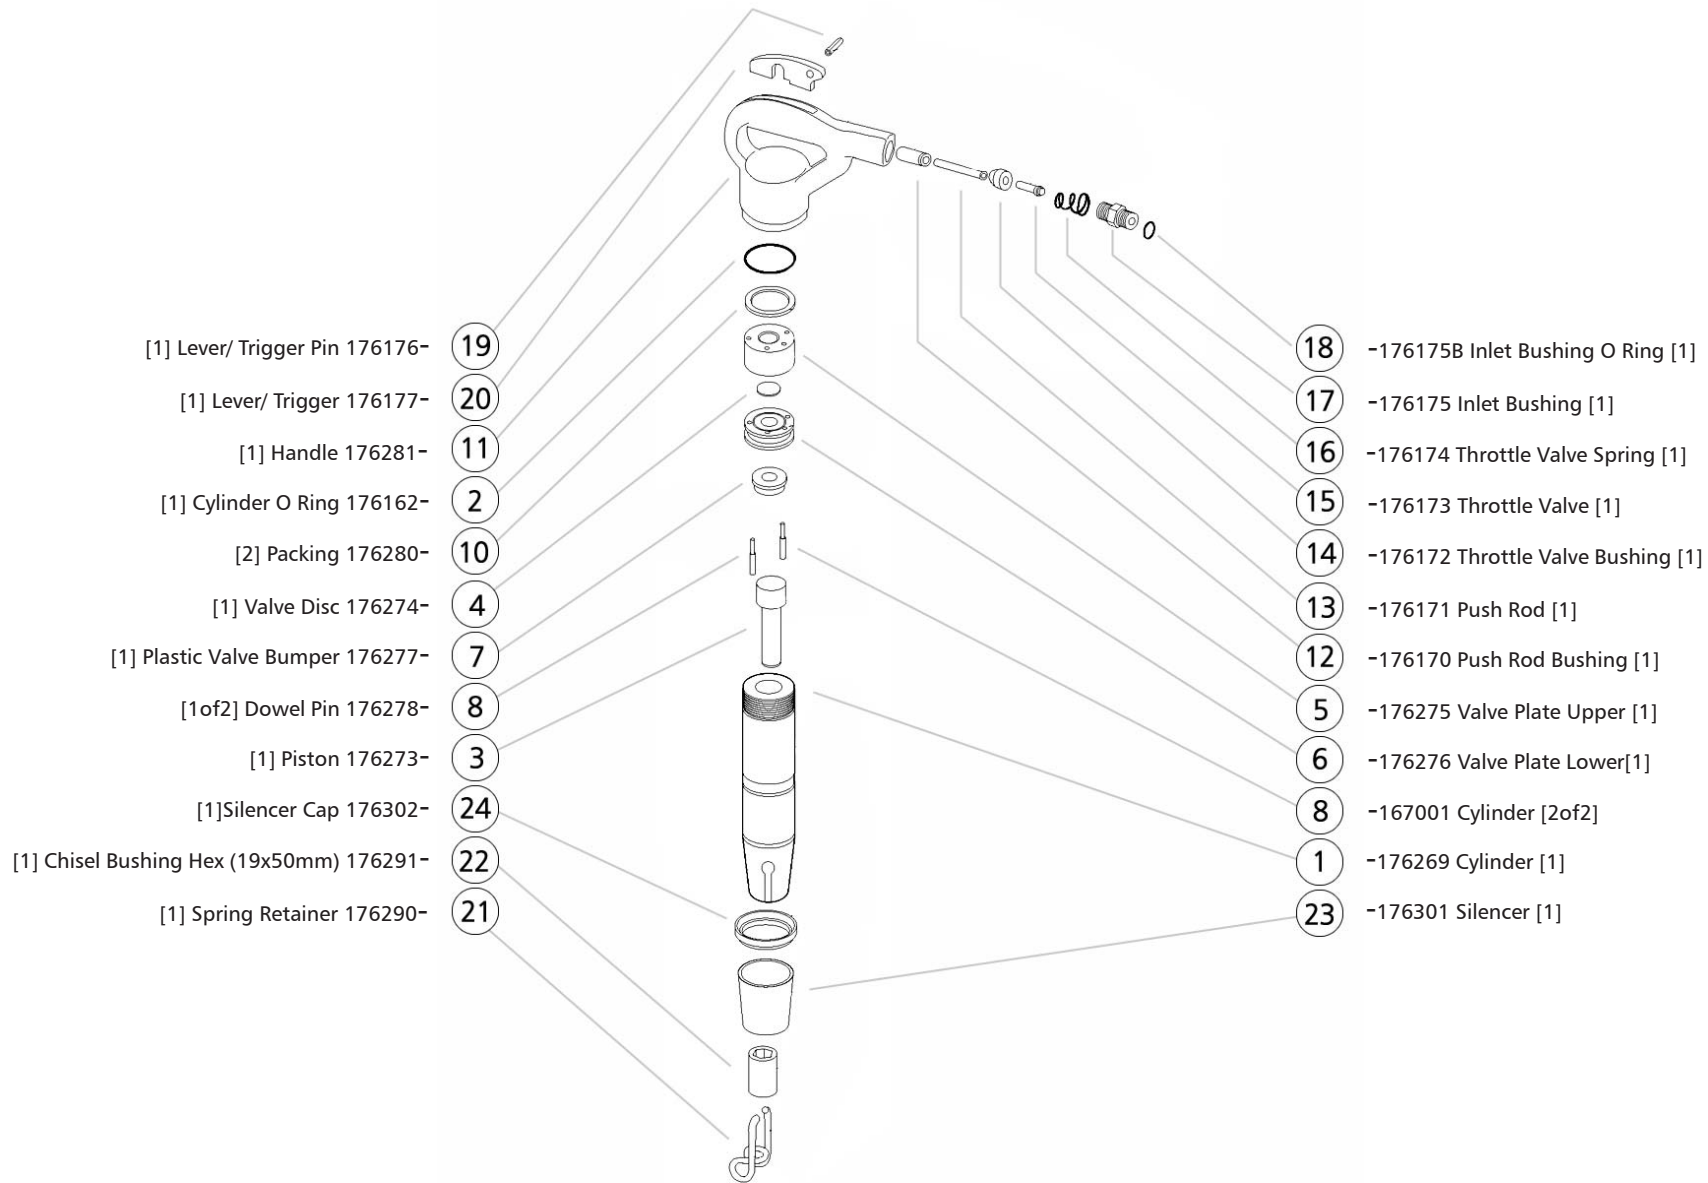 [1] Lever/ Trigger Pin 176176- 19
[1] Lever/ Trigger 176177- 20
[1] Handle 176281- 11
[1] Cylinder O Ring 176162- 2
[2] Packing 176280- 10
[1] Valve Disc 176274- 4
[1] Plastic Valve Bumper 176277- 7
[1of2] Dowel Pin 176278- 8
[1] Piston 176273- 3
[1]Silencer Cap 176302- 24
[1] Chisel Bushing Hex (19x50mm) 176291- 22
[1] Spring Retainer 176290- 21
18 -176175B Inlet Bushing O Ring [1]
17 -176175 Inlet Bushing [1]
16 -176174 Throttle Valve Spring [1]
15 -176173 Throttle Valve [1]
14 -176172 Throttle Valve Bushing [1]
13 -176171 Push Rod [1]
12 -176170 Push Rod Bushing [1]
5 -176275 Valve Plate Upper [1]
6 -176276 Valve Plate Lower[1]
8 -167001 Cylinder [2of2]
1 -176269 Cylinder [1]
23 -176301 Silencer [1]